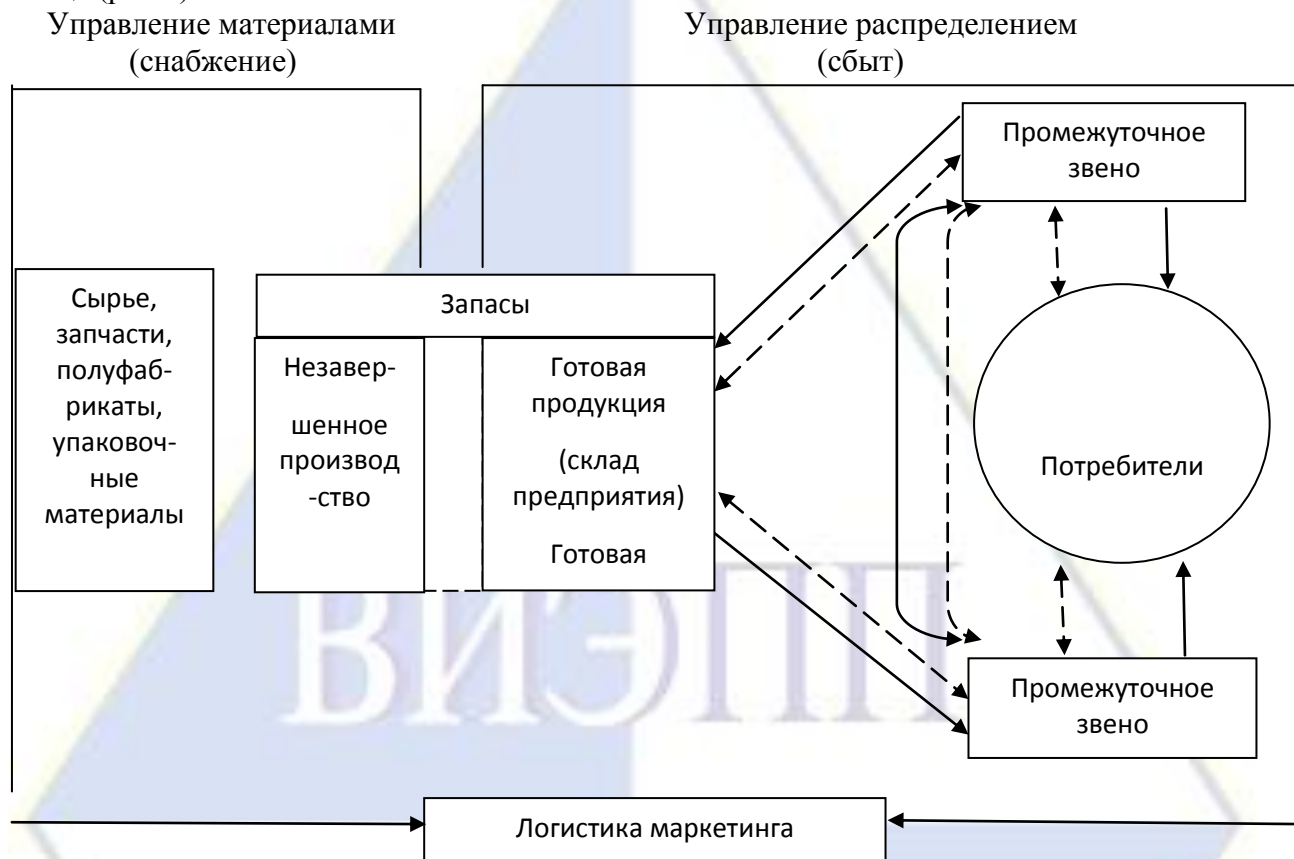 Управление материалами
(снабжение)
Управление распределением
(сбыт)
Промежуточное
звено
Сырье,
запчасти,
полуфаб-
рикаты,
упаковоч-
ные
материалы
Запасы
Незавер-
шенное
производ
-ство
Готовая
продукция
(склад
предприятия)
Готовая
Потребители
ВИЭПП
Промежуточное
звено
Логистика маркетинга